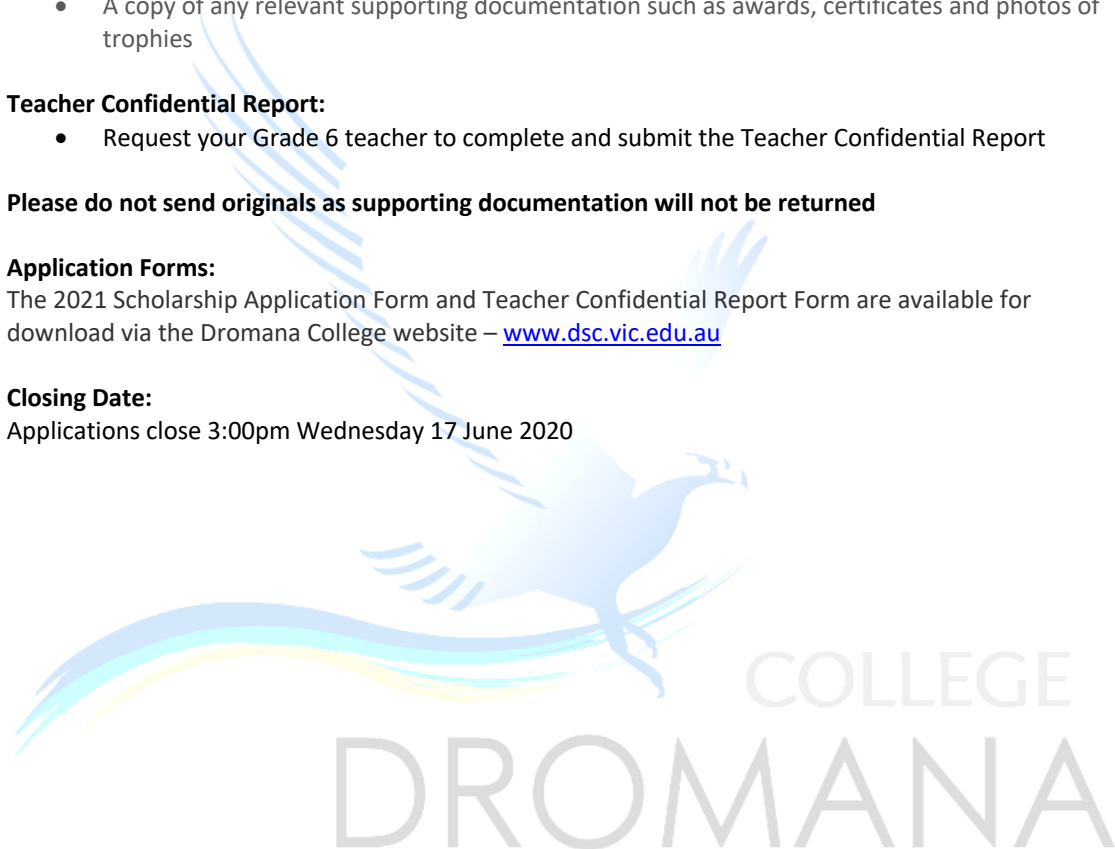 • A copy of any relevant supporting documentation such as awards, certificates and photos of
trophies
Teacher Confidential Report:
• Request your Grade 6 teacher to complete and submit the Teacher Confidential Report
Please do not send originals as supporting documentation will not be returned
Application Forms:
The 2021 Scholarship Application Form and Teacher Confidential Report Form are available for
download via the Dromana College website – www.dsc.vic.edu.au
Closing Date:
Applications close 3:00pm Wednesday 17 June 2020
COLLEGE
DROMANA